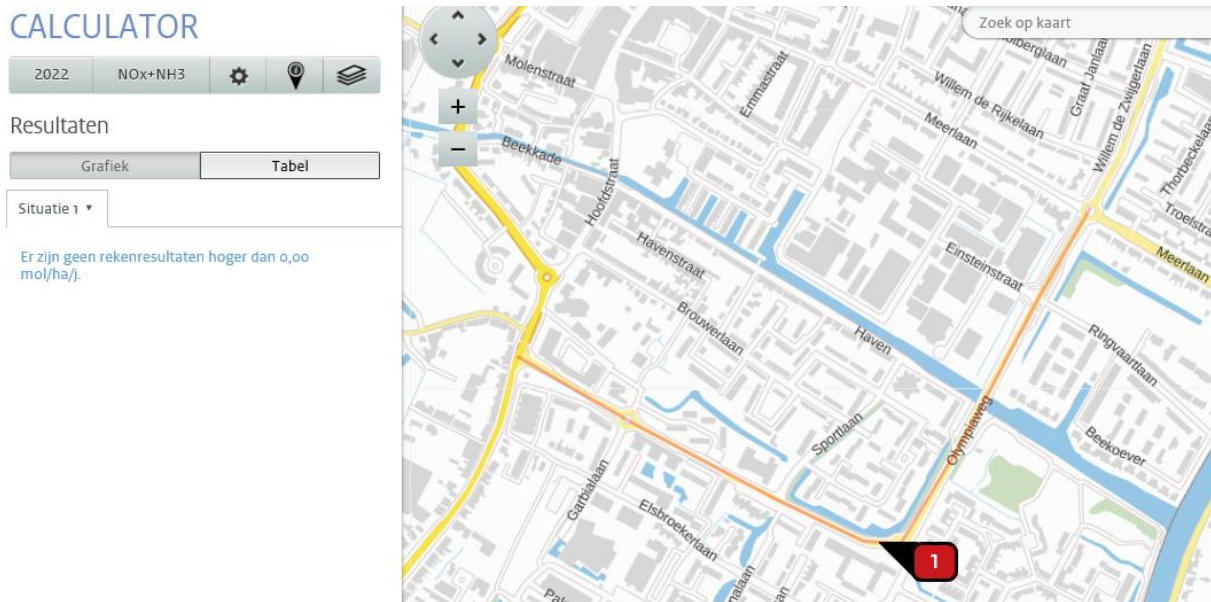 CALCULATOR
2022
NOx+NH3
Resultaten
Grafiek
Tabel
Situatie 1
Er zijn geen rekenresultaten hoger dan 0,00
mol/ha/j.
+
−
Zoek op kaart
Molenstraat
Emmastraat
Willem de Rijkelaan
Graaf Janlaan
Meerlaan
Willem de Zwijgerlaan
Thorbeckelaan
Troelstra
Meerlaan
Beekkade
Hoofdstraat
Havenstraat
Einsteinstraat
Brouwerlaan
Haven
Ringvaartlaan
Sportlaan
Olympiaweg
Beekoever
Garbialaan
Elsbroekerlaan
1